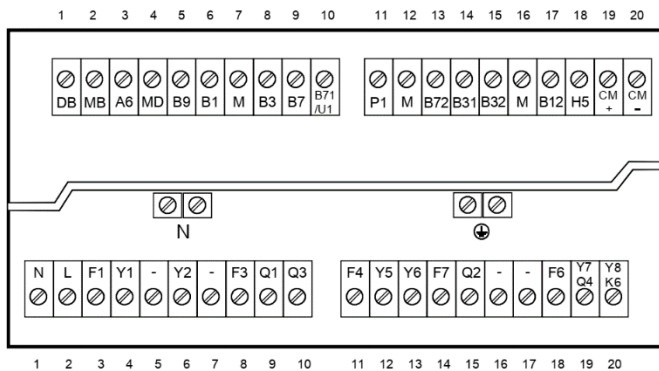 1 2 3 4 5 6 7 8 9 10 11 12 13 14 15 16 17 18 19 20
DB MB A6 MD B9 B1 M B3 B7 B71/U1 P1 M B72 B31 B32 M B12 H5 CM+ CM-
N
N L F1 Y1 - Y2 - F3 Q1 Q3 F4 Y5 Y6 F7 Q2 - - F6 Y7 Q4 Y8 K6
1 2 3 4 5 6 7 8 9 10 11 12 13 14 15 16 17 18 19 20